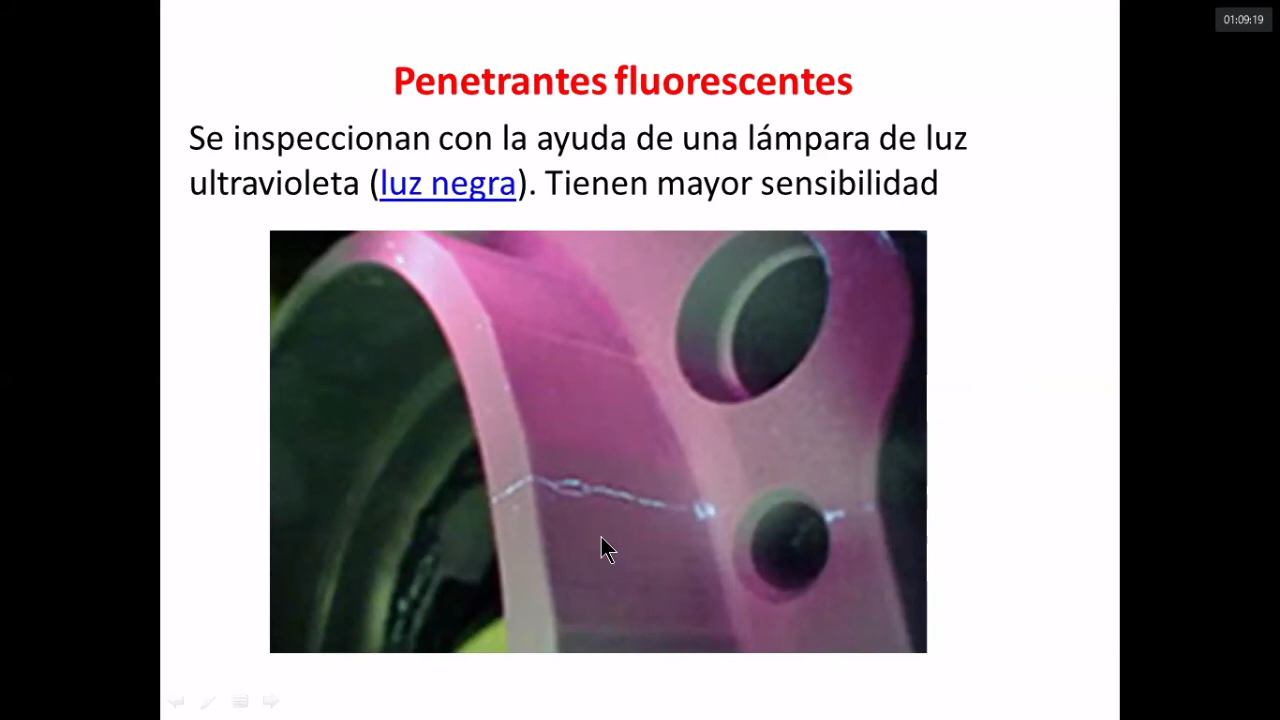 01:09:19
Penetrantes fluorescentes
Se inspeccionan con la ayuda de una lámpara de luz
ultravioleta (luz negra). Tienen mayor sensibilidad